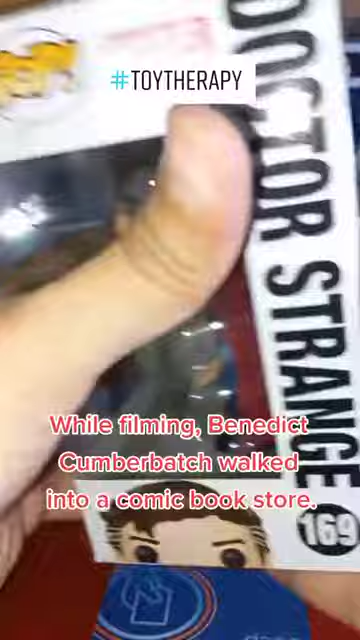 #TOYTHERAPY
DOCTOR STRANGE
169
While filming, Benedict
Cumberbatch walked
into a comic book store.